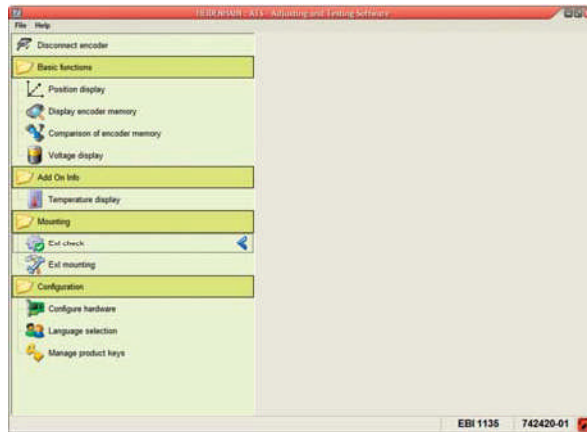 HEIDENHAIN : ATS - Adjusting and Testing Software
File Help
Disconnect encoder
Basic functions
Position display
Display encoder memory
Comparison of encoder memory
Voltage display
Add On Info
Temperature display
Mounting
ExI check
ExI mounting
Configuration
Configure hardware
Language selection
Manage product keys
EBI 1135 742420-01